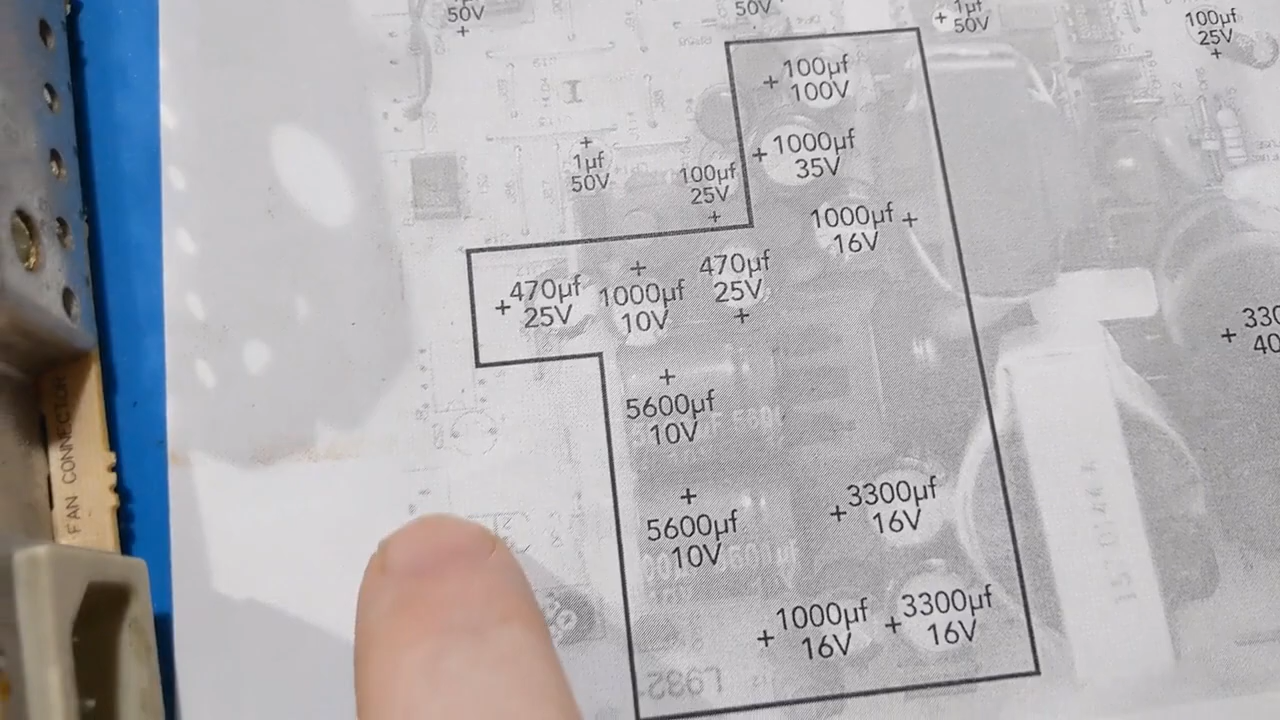 50V
+
50V
+ 1µf
50V
100µf
25V
+
+ 100µf
100V
+
1µf
50V
100µf
25V
+
+ 1000µf
35V
1000µf +
16V
+ 470µf
25V
+
1000µf
10V
470µf
25V
+
+
5600µf
10V
+
5600µf
10V
+ 3300µf
16V
+ 1000µf
16V
+ 3300µf
16V
+ 330
40
FAN CONNECTOR
L982